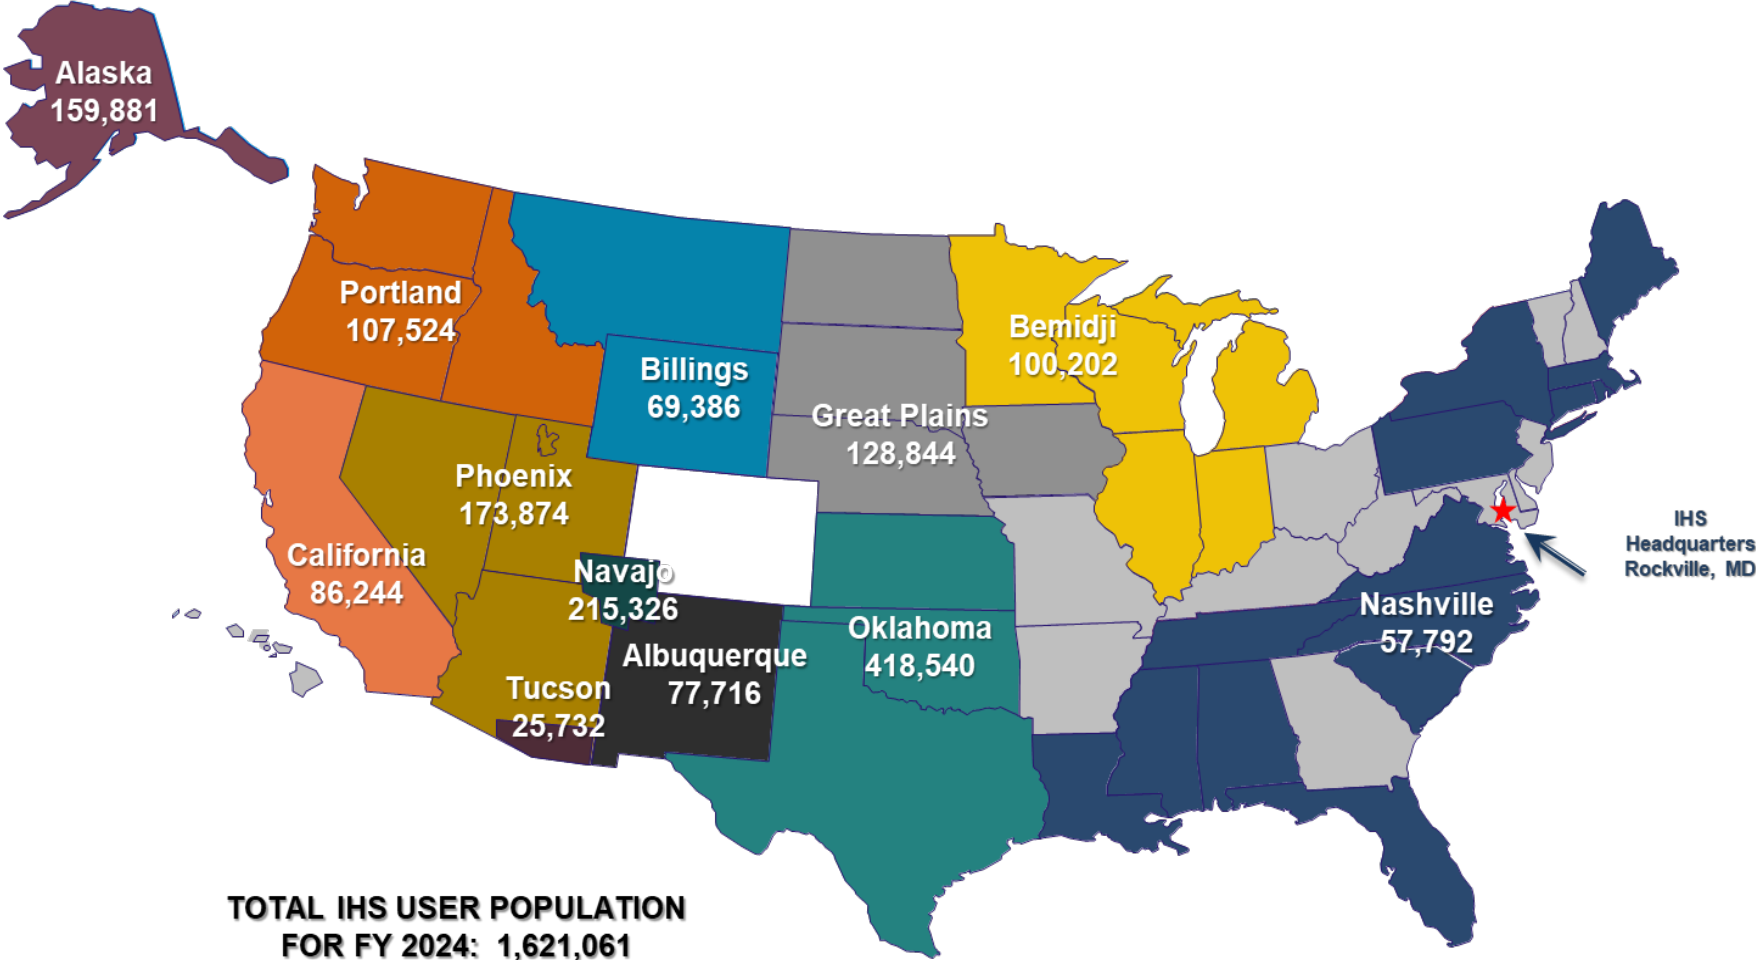 Alaska
159,881
Portland
107,524
Billings
69,386
Great Plains
128,844
Bemidji
100,202
Phoenix
173,874
California
86,244
Navajo
215,326
Albuquerque
77,716
Tucson
25,732
Oklahoma
418,540
Nashville
57,792
IHS
Headquarters
Rockville, MD
TOTAL IHS USER POPULATION
FOR FY 2024: 1,621,061